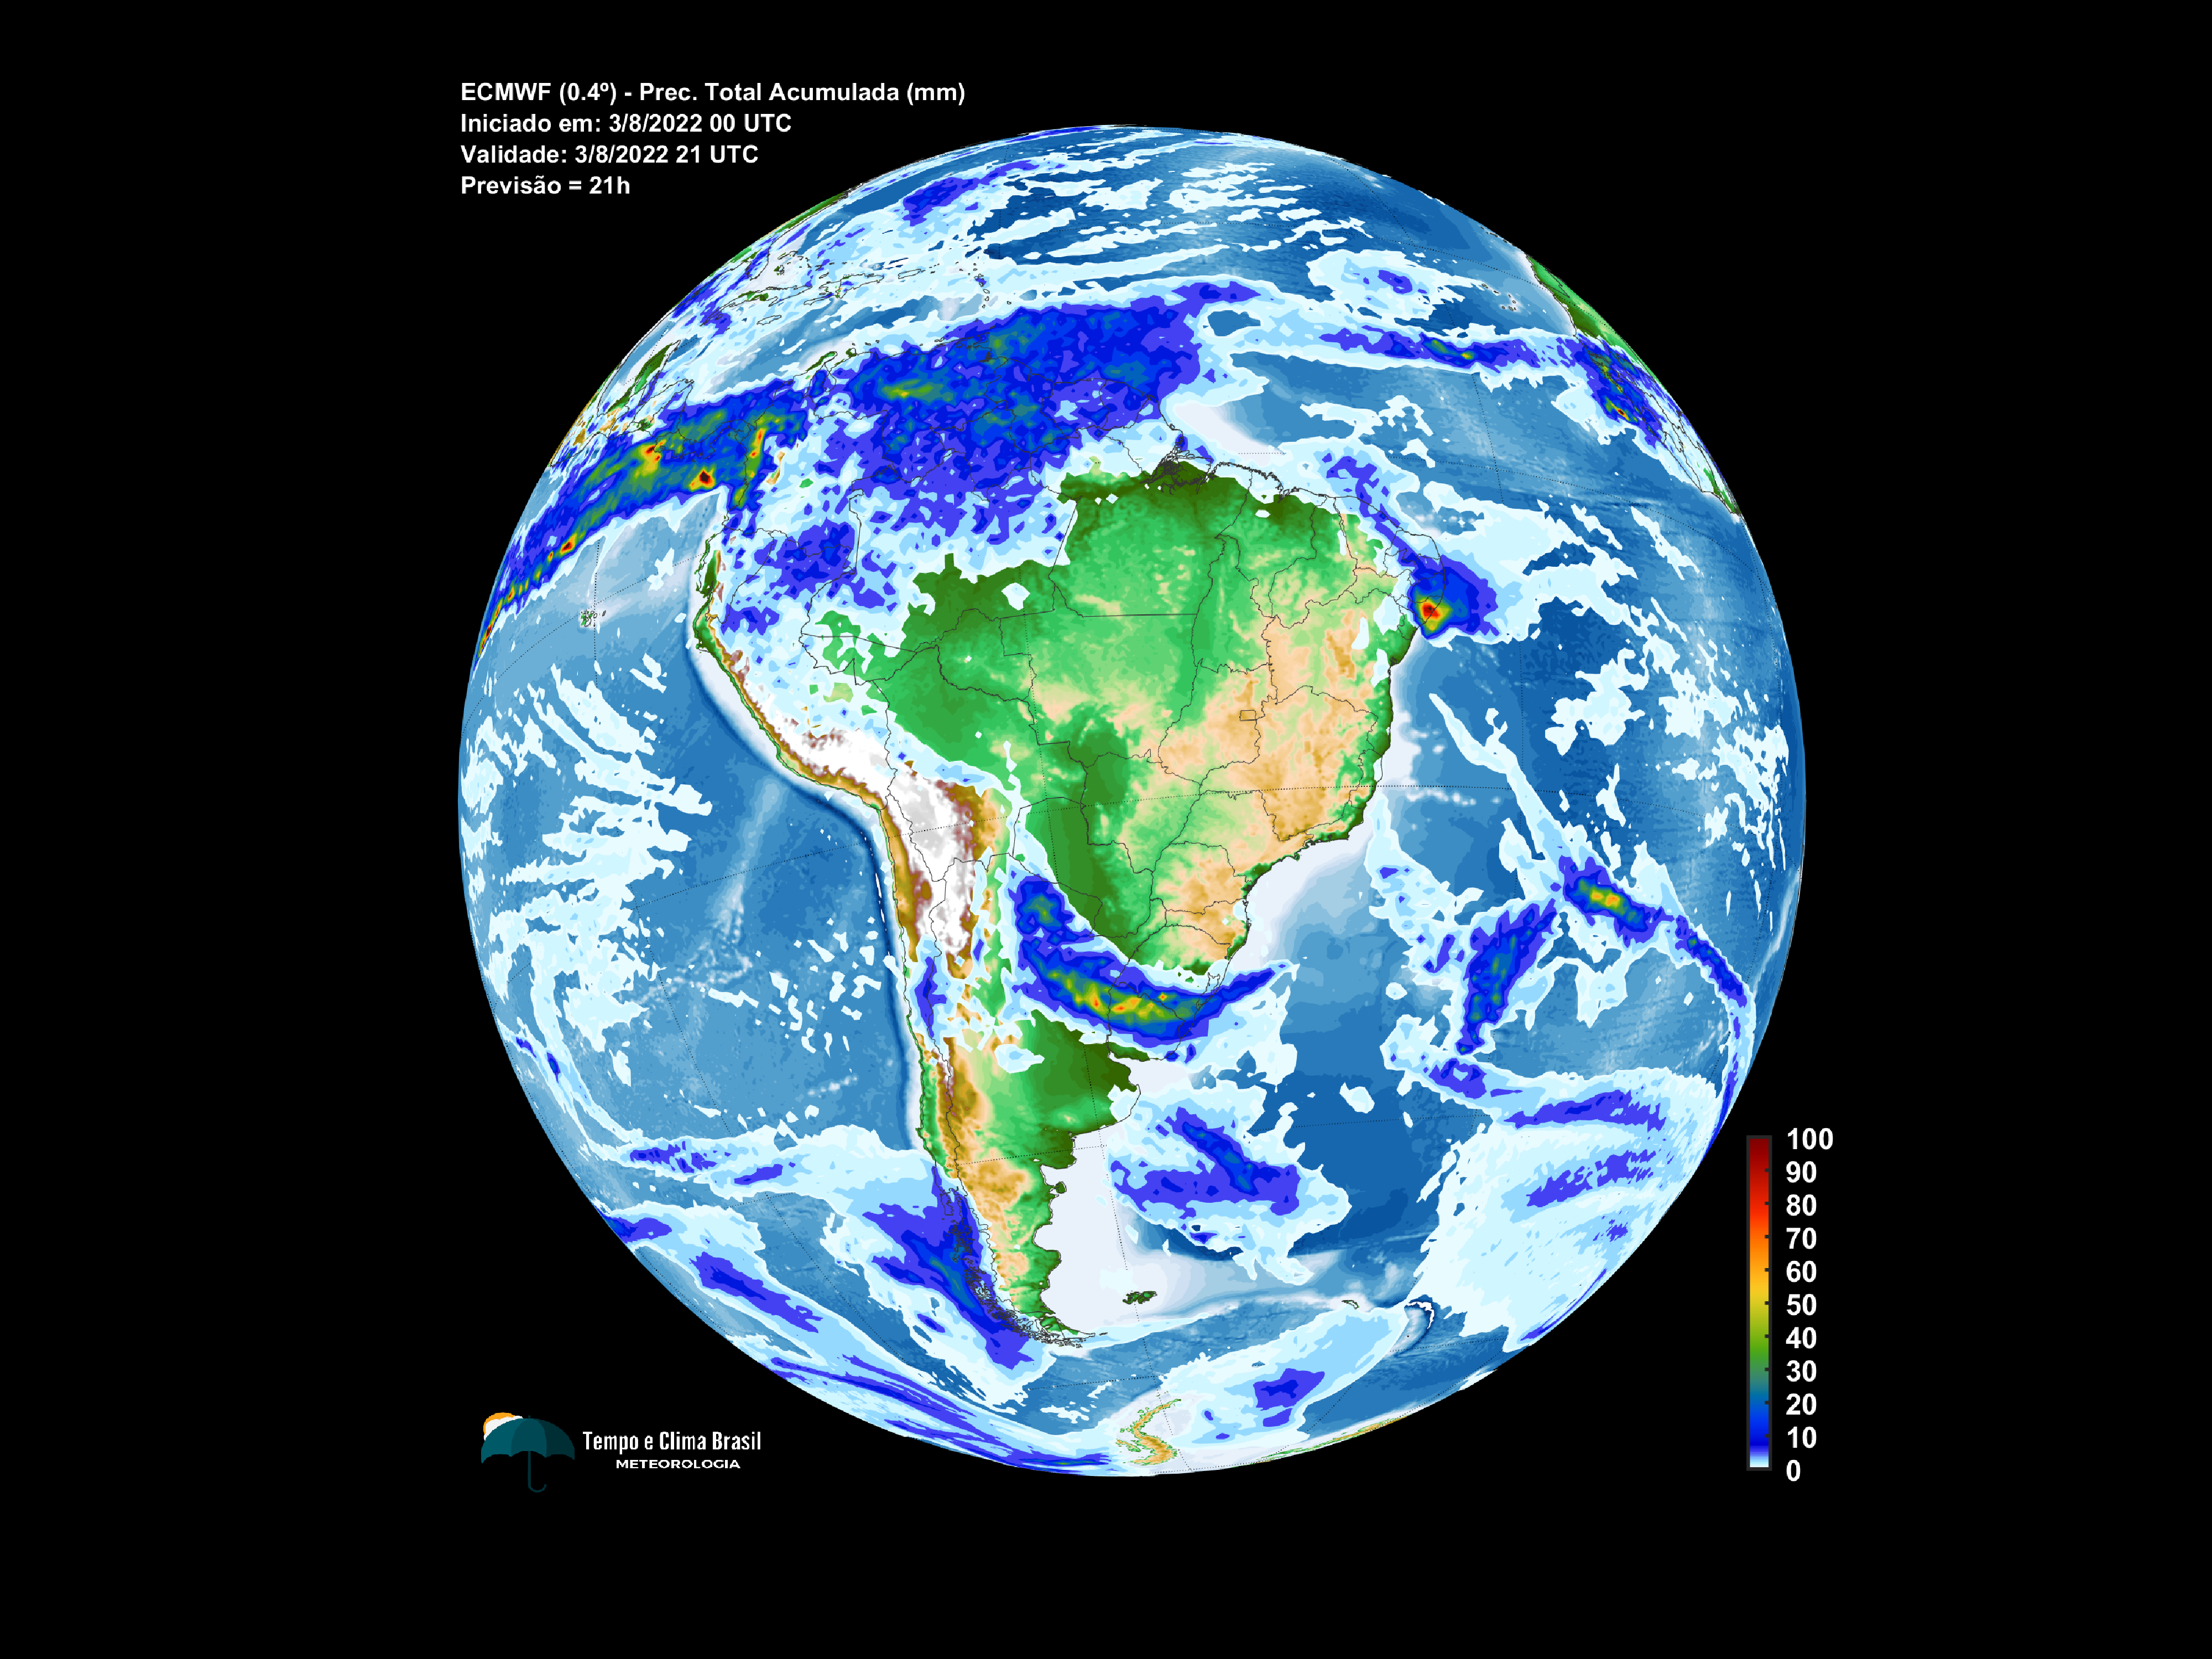 ECMWF (0.4º) - Prec. Total Acumulada (mm)
Iniciado em: 3/8/2022 00 UTC
Validade: 3/8/2022 21 UTC
Previsão = 21h
100
90
80
70
60
50
40
30
20
10
0
Tempo e Clima Brasil
METEOROLOGIA